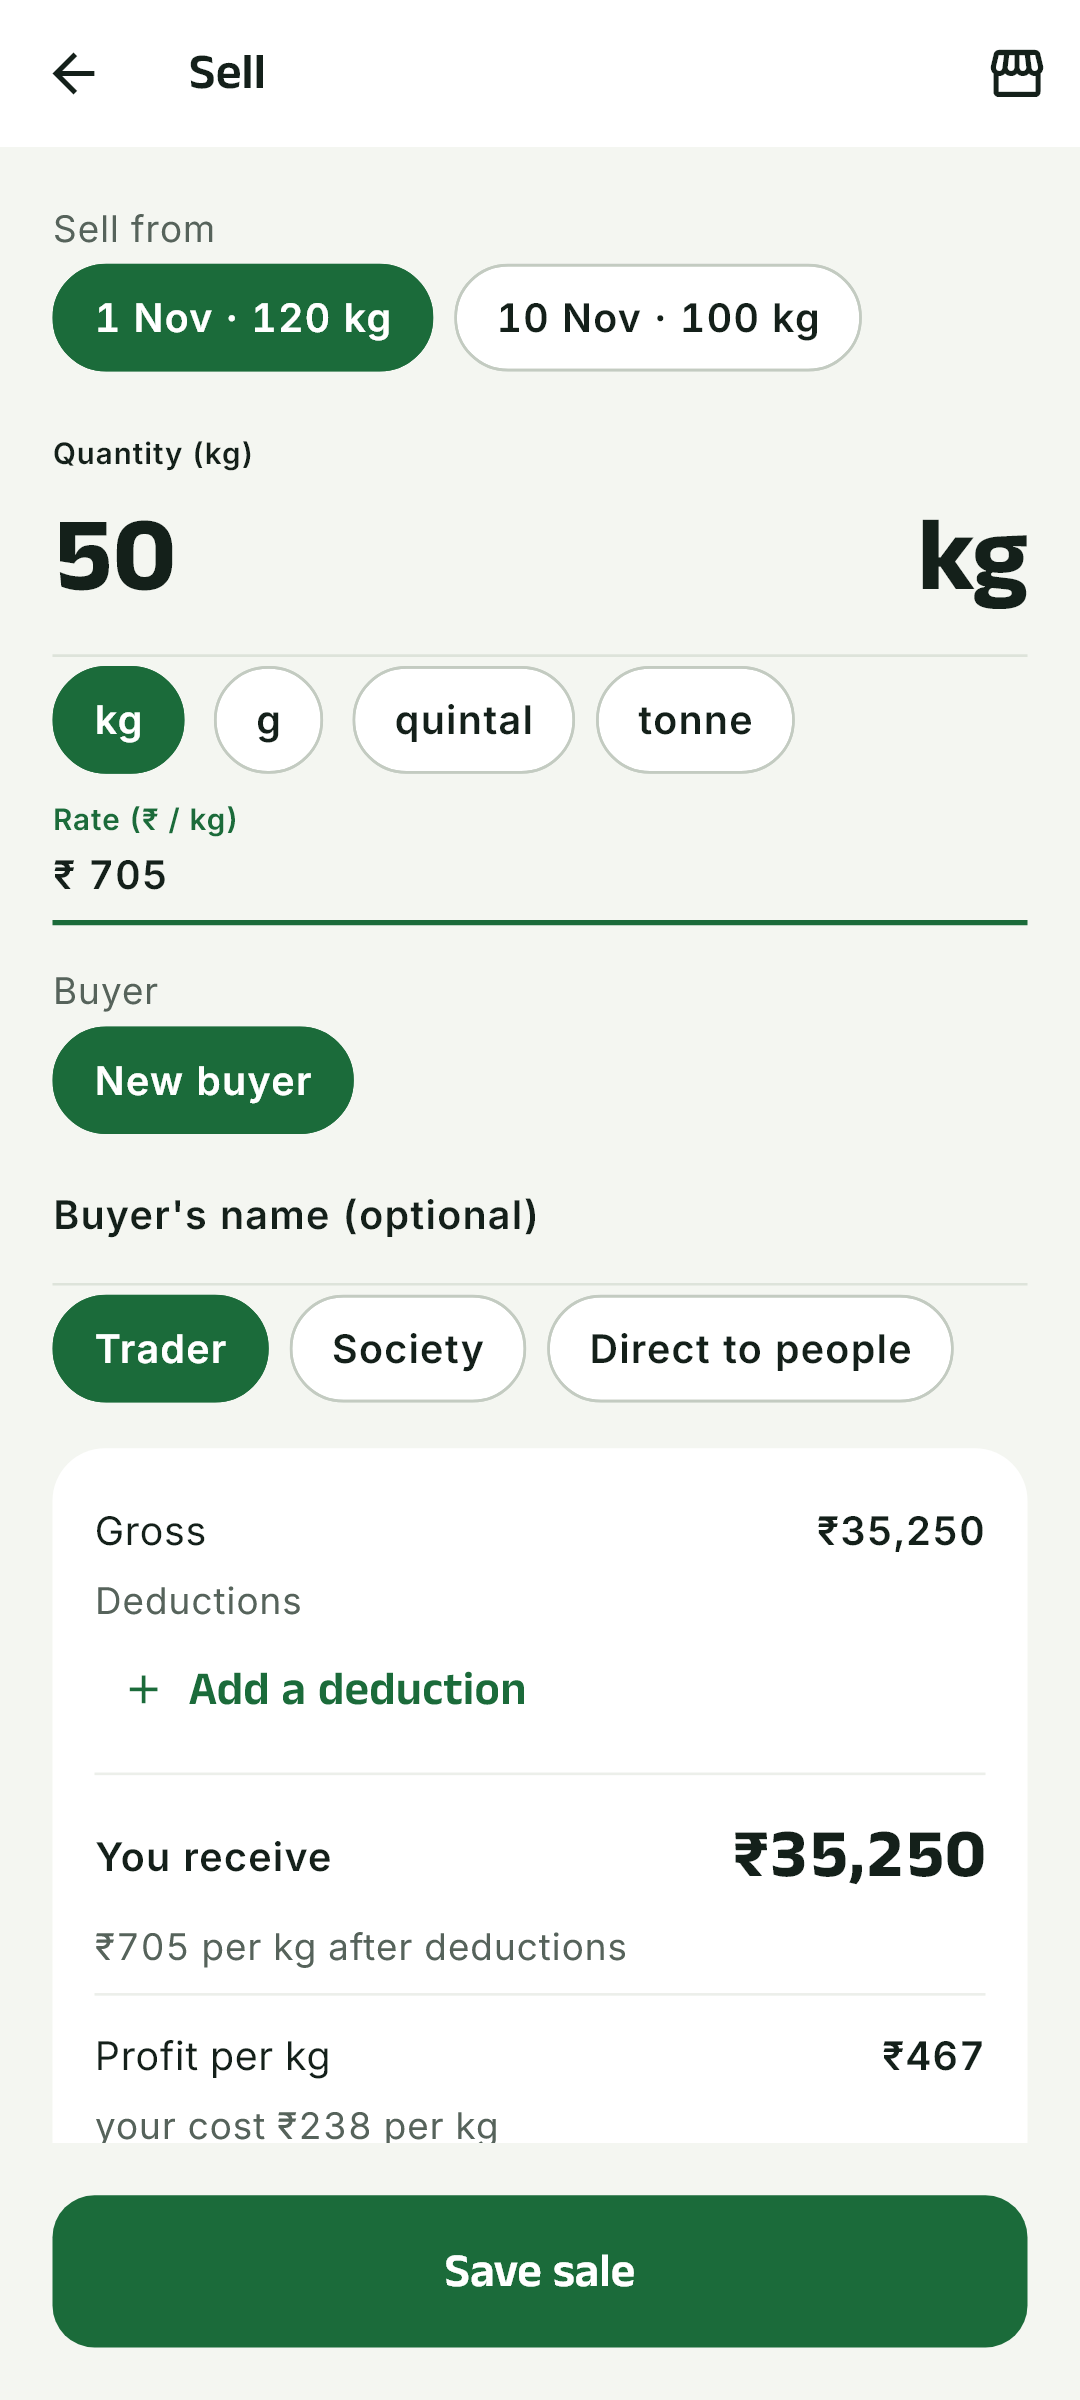 Sell
Sell from
1 Nov · 120 kg
10 Nov · 100 kg
Quantity (kg)
50 kg
kg
g
quintal
tonne
Rate (₹ / kg)
₹ 705
Buyer
New buyer
Buyer's name (optional)
Trader
Society
Direct to people
Gross ₹35,250
Deductions
+ Add a deduction
You receive ₹35,250
₹705 per kg after deductions
Profit per kg ₹467
your cost ₹238 per kg
Save sale